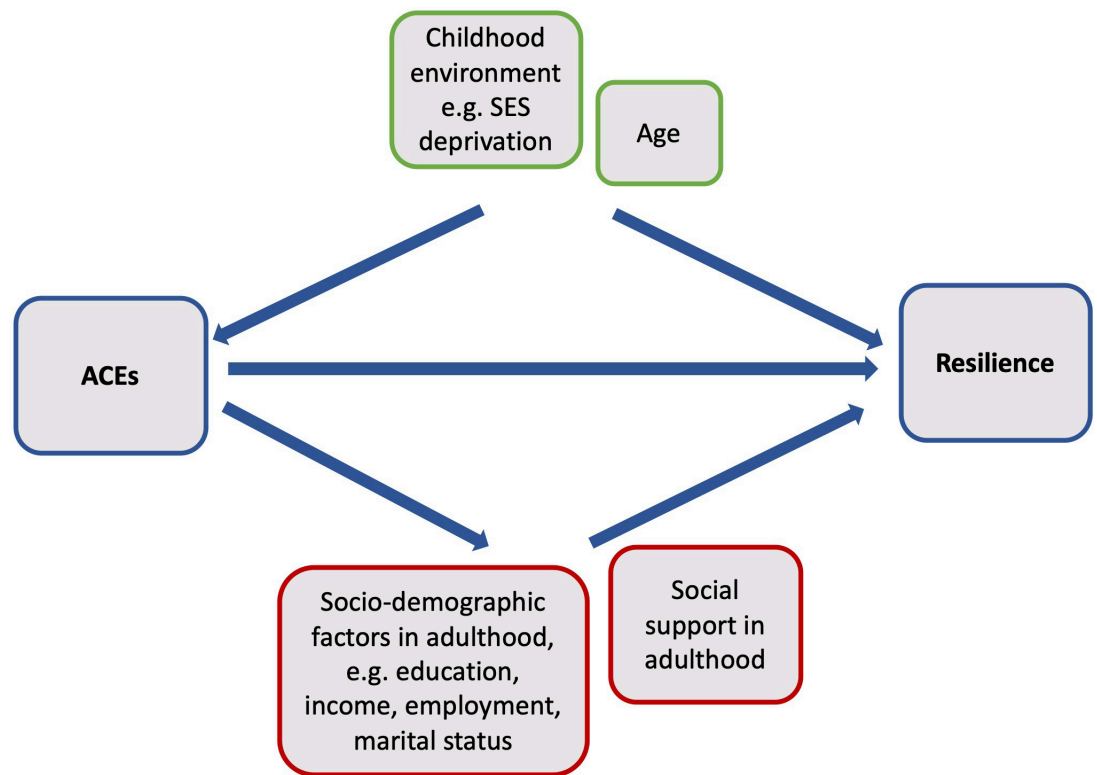 Childhood
environment
e.g. SES
deprivation
Age
ACEs
Resilience
Socio-demographic
factors in adulthood,
e.g. education,
income, employment,
marital status
Social
support in
adulthood